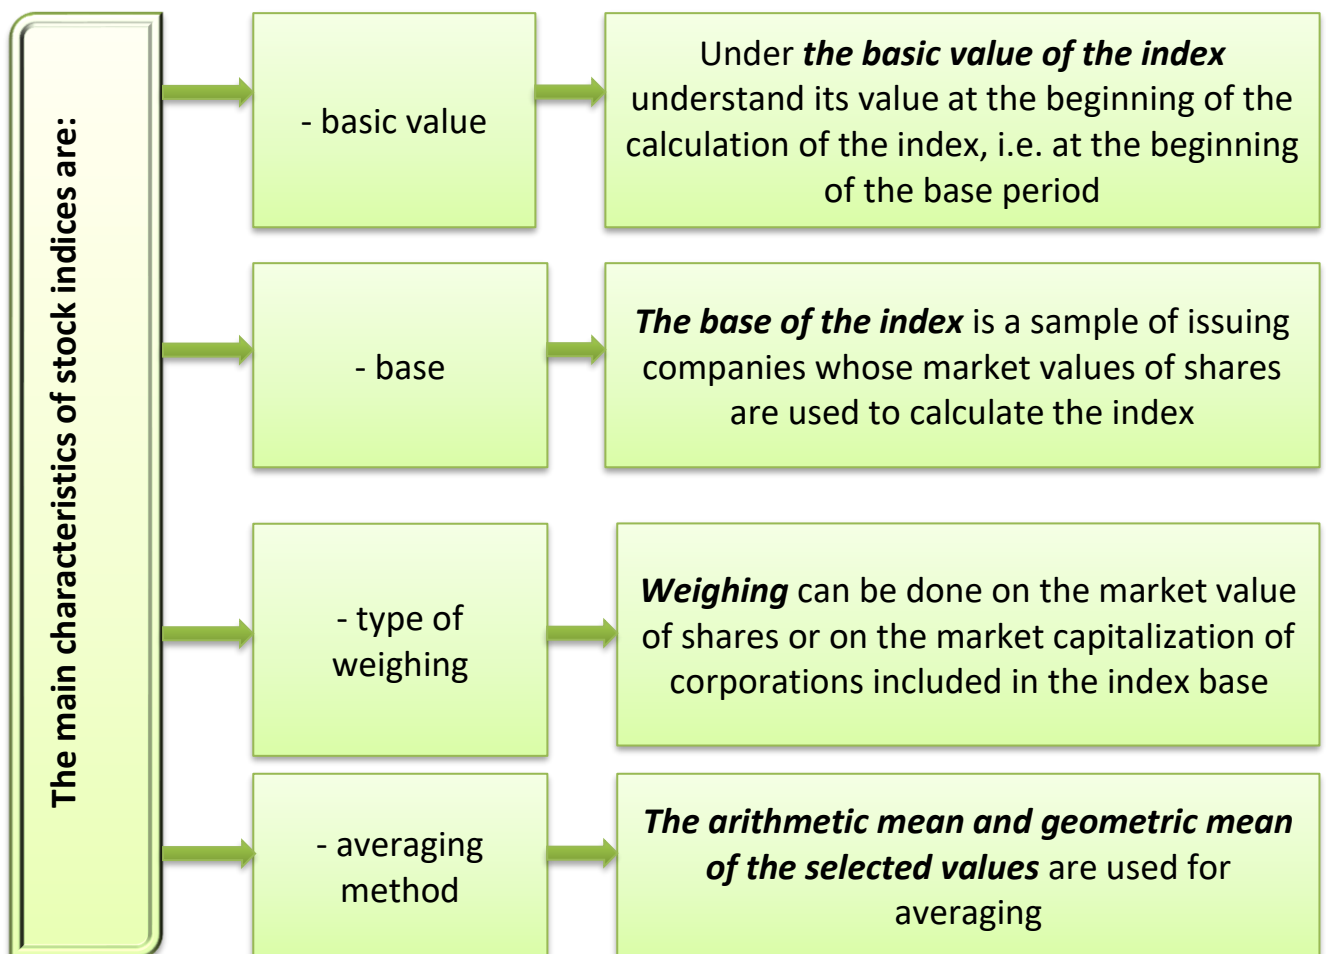 The main characteristics of stock indices are:
- basic value
Under the basic value of the index
understand its value at the beginning of the
calculation of the index, i.e. at the beginning
of the base period
- base
The base of the index is a sample of issuing
companies whose market values of shares
are used to calculate the index
- type of
weighing
Weighing can be done on the market value
of shares or on the market capitalization of
corporations included in the index base
- averaging
method
The arithmetic mean and geometric mean
of the selected values are used for
averaging